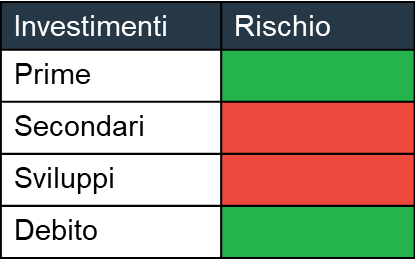 Investimenti Rischio
Prime
Secondari
Sviluppi
Debito